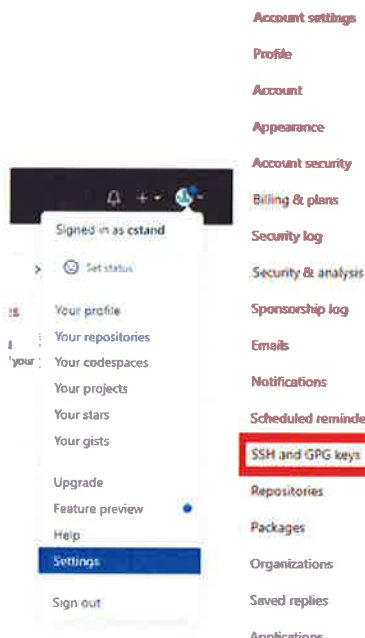 Signed in as cstand
Set status
Your profile
Your repositories
'your
Your codespaces
Your projects
Your stars
Your gists
Upgrade
Feature preview
Help
Settings
Sign out
Account settings
Profile
Account
Appearance
Account security
Billing & plans
Security log
Security & analysis
Sponsorship log
Emails
Notifications
Scheduled reminde
SSH and GPG keys
Repositories
Packages
Organizations
Saved replies
Applications